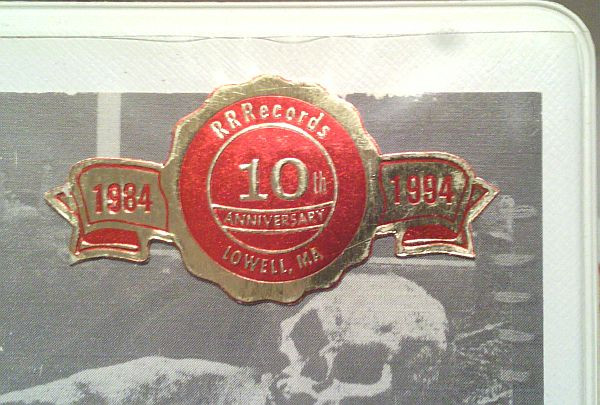 RRRecords
10th
1984
1994
ANNIVERSARY
LOWELL, MA